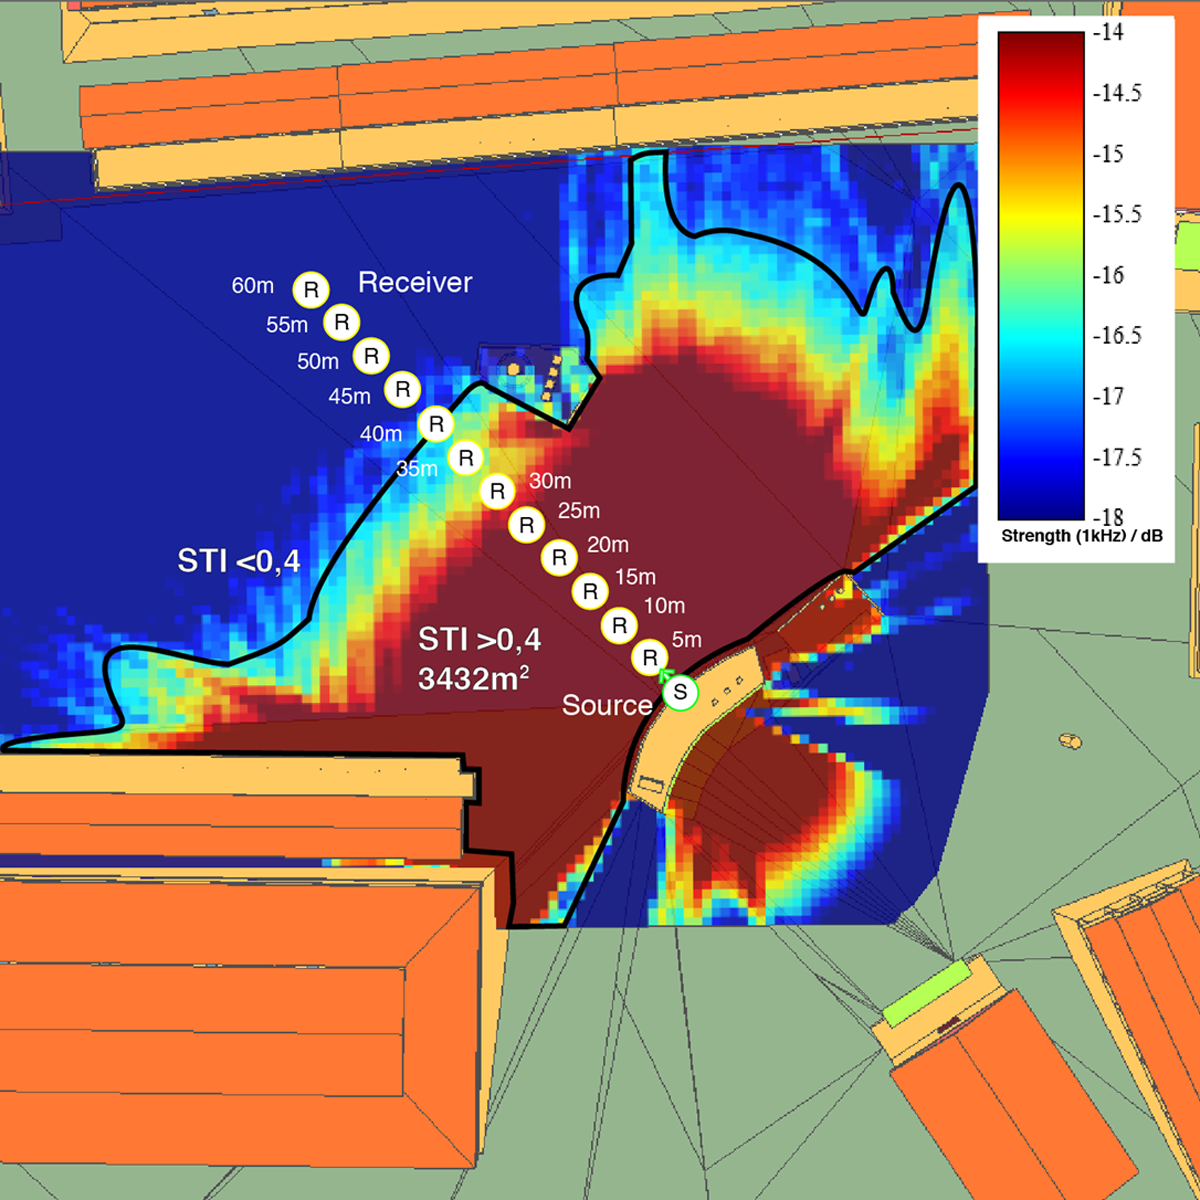 -14
-14.5
-15
-15.5
-16
-16.5
-17
-17.5
-18
Strength (1kHz) / dB
60m R Receiver
55m R
50m R
45m R
40m R
35m R
R 30m
R 25m
R 20m
R 15m
R 10m
R 5m
STI <0,4
STI >0,4
3432m²
Source S